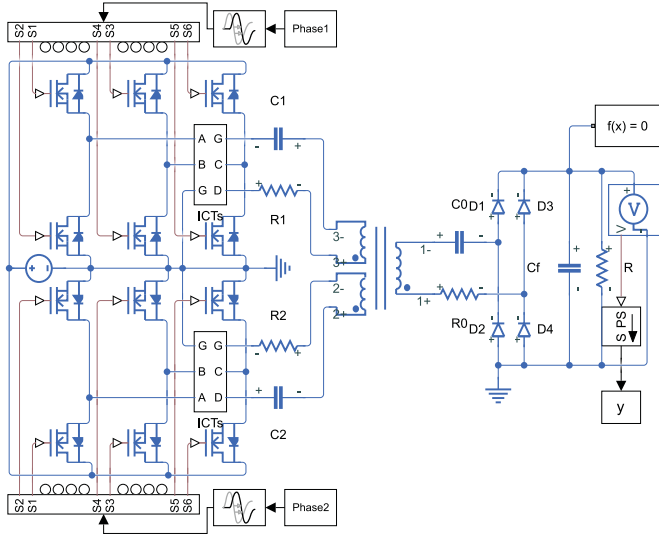 S2 S1 S4 S3 S5 S6
Phase1
C1
A G
B C
G D
ICTs
- +
+ -
R1
f(x) = 0
C0 D1 D3
3-
3+
2-
2+
1-
1+
+ -
+ -
Cf
R
V
V
+
-
R0 D2 D4
S PS
y
R2
G G
B C
A D
ICTs
- +
+ -
C2
S2 S1 S4 S3 S5 S6
Phase2